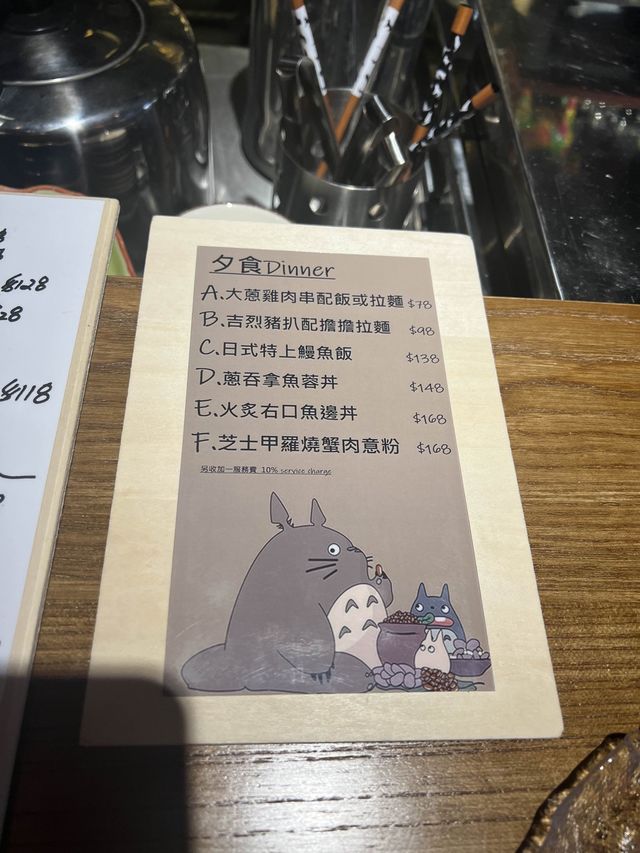 夕食Dinner
A.大蔥雞肉串配飯或拉麵 $78
B.吉烈豬扒配擔擔拉麵 $98
C.日式特上鰻魚飯 $138
D.蔥吞拿魚蓉丼 $148
E.火炙右口魚邊丼 $168
F.芝士甲羅燒蟹肉意粉 $168
另收加一服務費 10% service charge
$128
$118